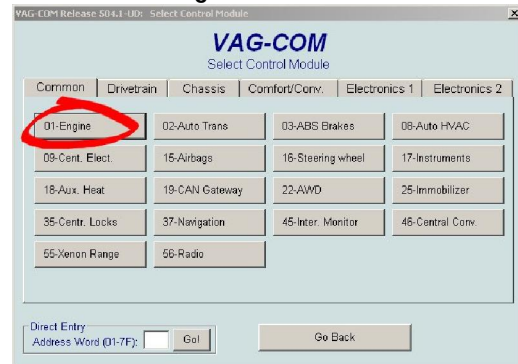 VAG-COM Release 504.1-UD: Select Control Module
VAG-COM
Select Control Module
Common Drivetrain Chassis Comfort/Conv. Electronics 1 Electronics 2
01-Engine 02-Auto Trans 03-ABS Brakes 08-Auto HVAC
09-Cent. Elect. 15-Airbags 16-Steering wheel 17-Instruments
18-Aux. Heat 19-CAN Gateway 22-AWD 25-Immobilizer
35-Centr. Locks 37-Navigation 45-Inter. Monitor 46-Central Conv.
55-Xenon Range 56-Radio
Direct Entry
Address Word (01-7F): Go! Go Back